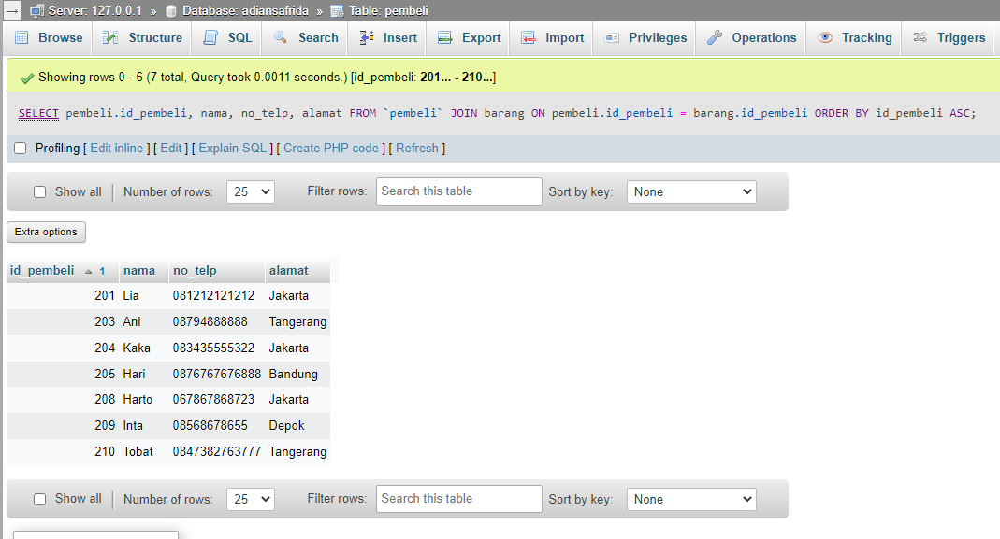 Server: 127.0.0.1 » Database: adiansafrida » Table: pembeli
Browse Structure SQL Search Insert Export Import Privileges Operations Tracking Triggers
Showing rows 0 - 6 (7 total, Query took 0.0011 seconds.) [id_pembeli: 201... - 210...]
SELECT pembeli.id_pembeli, nama, no_telp, alamat FROM `pembeli` JOIN barang ON pembeli.id_pembeli = barang.id_pembeli ORDER BY id_pembeli ASC;
Profiling [ Edit inline ] [ Edit ] [ Explain SQL ] [ Create PHP code ] [ Refresh ]
Show all | Number of rows: 25 Filter rows: Search this table Sort by key: None
Extra options
id_pembeli 1 nama no_telp alamat
201 Lia 081212121212 Jakarta
203 Ani 08794888888 Tangerang
204 Kaka 083435555322 Jakarta
205 Hari 0876767676888 Bandung
208 Harto 067867868723 Jakarta
209 Inta 08568678655 Depok
210 Tobat 0847382763777 Tangerang
Show all | Number of rows: 25 Filter rows: Search this table Sort by key: None